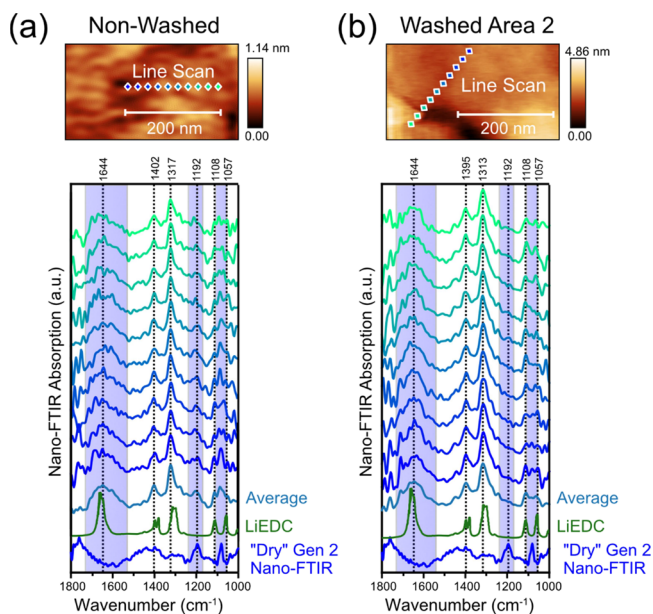 (a)
Non-Washed
1.14 nm
Line Scan
200 nm
0.00
1644
1402
1317
1192
1108
1057
Nano-FTIR Absorption (a.u.)
Average
LiEDC
"Dry" Gen 2
Nano-FTIR
1800 1600 1400 1200 1000
Wavenumber (cm-1)
(b)
Washed Area 2
4.86 nm
Line Scan
200 nm
0.00
1644
1395
1313
1192
1108
1057
Nano-FTIR Absorption (a.u.)
Average
LiEDC
"Dry" Gen 2
Nano-FTIR
1800 1600 1400 1200 1000
Wavenumber (cm-1)